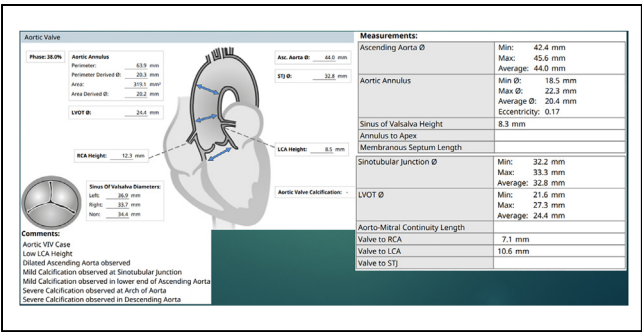 Aortic Valve
Phase: 38.0%
Aortic Annulus
Perimeter: 63.9 mm
Perimeter Derived Ø: 20.3 mm
Area: 319.1 mm²
Area Derived Ø: 20.2 mm
LVOT Ø: 24.4 mm
Asc. Aorta Ø: 44.0 mm
STJ Ø: 32.8 mm
RCA Height: 12.3 mm
LCA Height: 8.5 mm
Sinus Of Valsalva Diameters:
Left: 36.9 mm
Right: 33.7 mm
Non: 34.4 mm
Aortic Valve Calcification: -
Comments:
Aortic VIV Case
Low LCA Height
Dilated Ascending Aorta observed
Mild Calcification observed at Sinotubular Junction
Mild Calcification observed in lower end of Ascending Aorta
Severe Calcification observed at Arch of Aorta
Severe Calcification observed in Descending Aorta
Measurements:
Ascending Aorta Ø Min: 42.4 mm
Max: 45.6 mm
Average: 44.0 mm
Aortic Annulus Min Ø: 18.5 mm
Max Ø: 22.3 mm
Average Ø: 20.4 mm
Eccentricity: 0.17
Sinus of Valsalva Height 8.3 mm
Annulus to Apex
Membranous Septum Length
Sinotubular Junction Ø Min: 32.2 mm
Max: 33.3 mm
Average: 32.8 mm
LVOT Ø Min: 21.6 mm
Max: 27.3 mm
Average: 24.4 mm
Aorto-Mitral Continuity Length
Valve to RCA 7.1 mm
Valve to LCA 10.6 mm
Valve to STJ